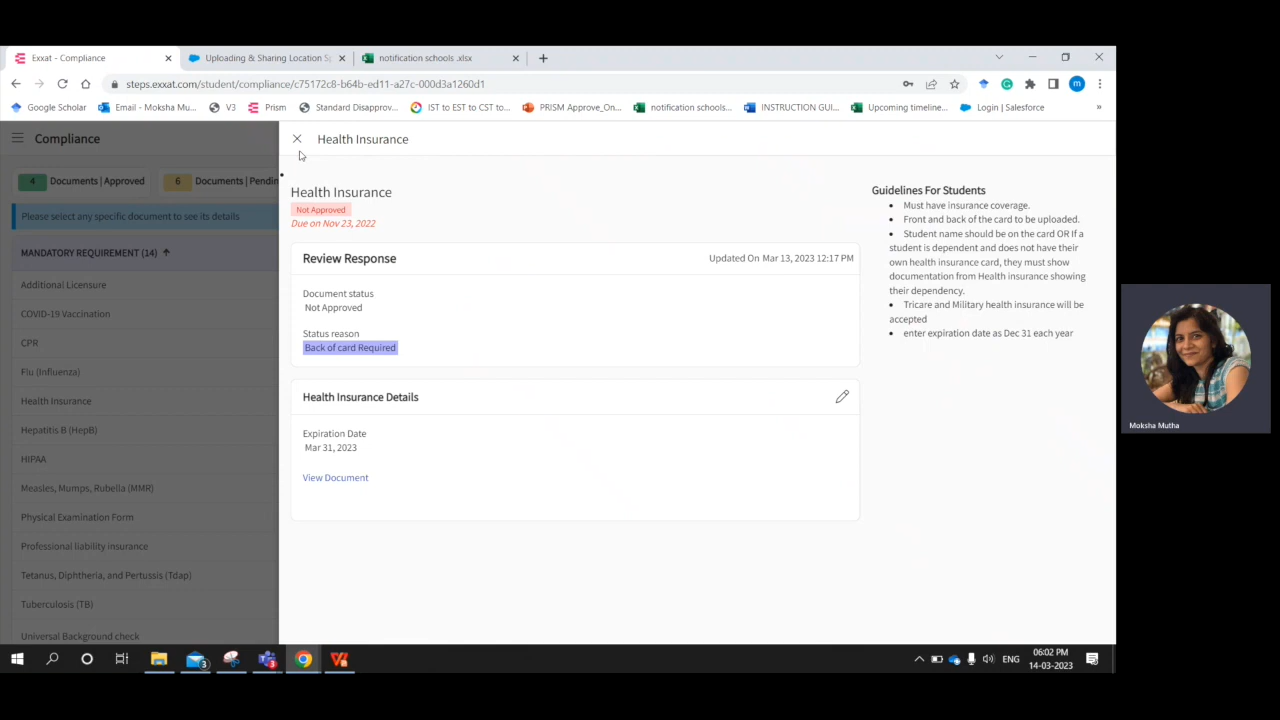 Exxat - Compliance
Uploading & Sharing Location S
notification schools .xlsx
steps.exxat.com/student/compliance/c75172c8-b64b-ed11-a27c-000d3a1260d1
Google Scholar
Email - Moksha Mu...
V3
Prism
Standard Disapprov...
IST to EST to CST to...
PRISM Approve_On...
notification schools...
INSTRUCTION GUI...
Upcoming timeline...
Login | Salesforce
»
Compliance
4 Documents | Approved
6 Documents | Pendin
Please select any specific document to see its details
MANDATORY REQUIREMENT (14)
Additional Licensure
COVID-19 Vaccination
CPR
Flu (Influenza)
Health Insurance
Hepatitis B (HepB)
HIPAA
Measles, Mumps, Rubella (MMR)
Physical Examination Form
Professional liability insurance
Tetanus, Diphtheria, and Pertussis (Tdap)
Tuberculosis (TB)
Universal Background check
Health Insurance
Health Insurance
Not Approved
Due on Nov 23, 2022
Review Response
Updated On Mar 13, 2023 12:17 PM
Document status
Not Approved
Status reason
Back of card Required
Health Insurance Details
Expiration Date
Mar 31, 2023
View Document
Guidelines For Students
• Must have insurance coverage.
• Front and back of the card to be uploaded.
• Student name should be on the card OR If a
student is dependent and does not have their
own health insurance card, they must show
documentation from Health insurance showing
their dependency.
• Tricare and Military health insurance will be
accepted
• enter expiration date as Dec 31 each year
Moksha Mutha
ENG
06:02 PM
14-03-2023